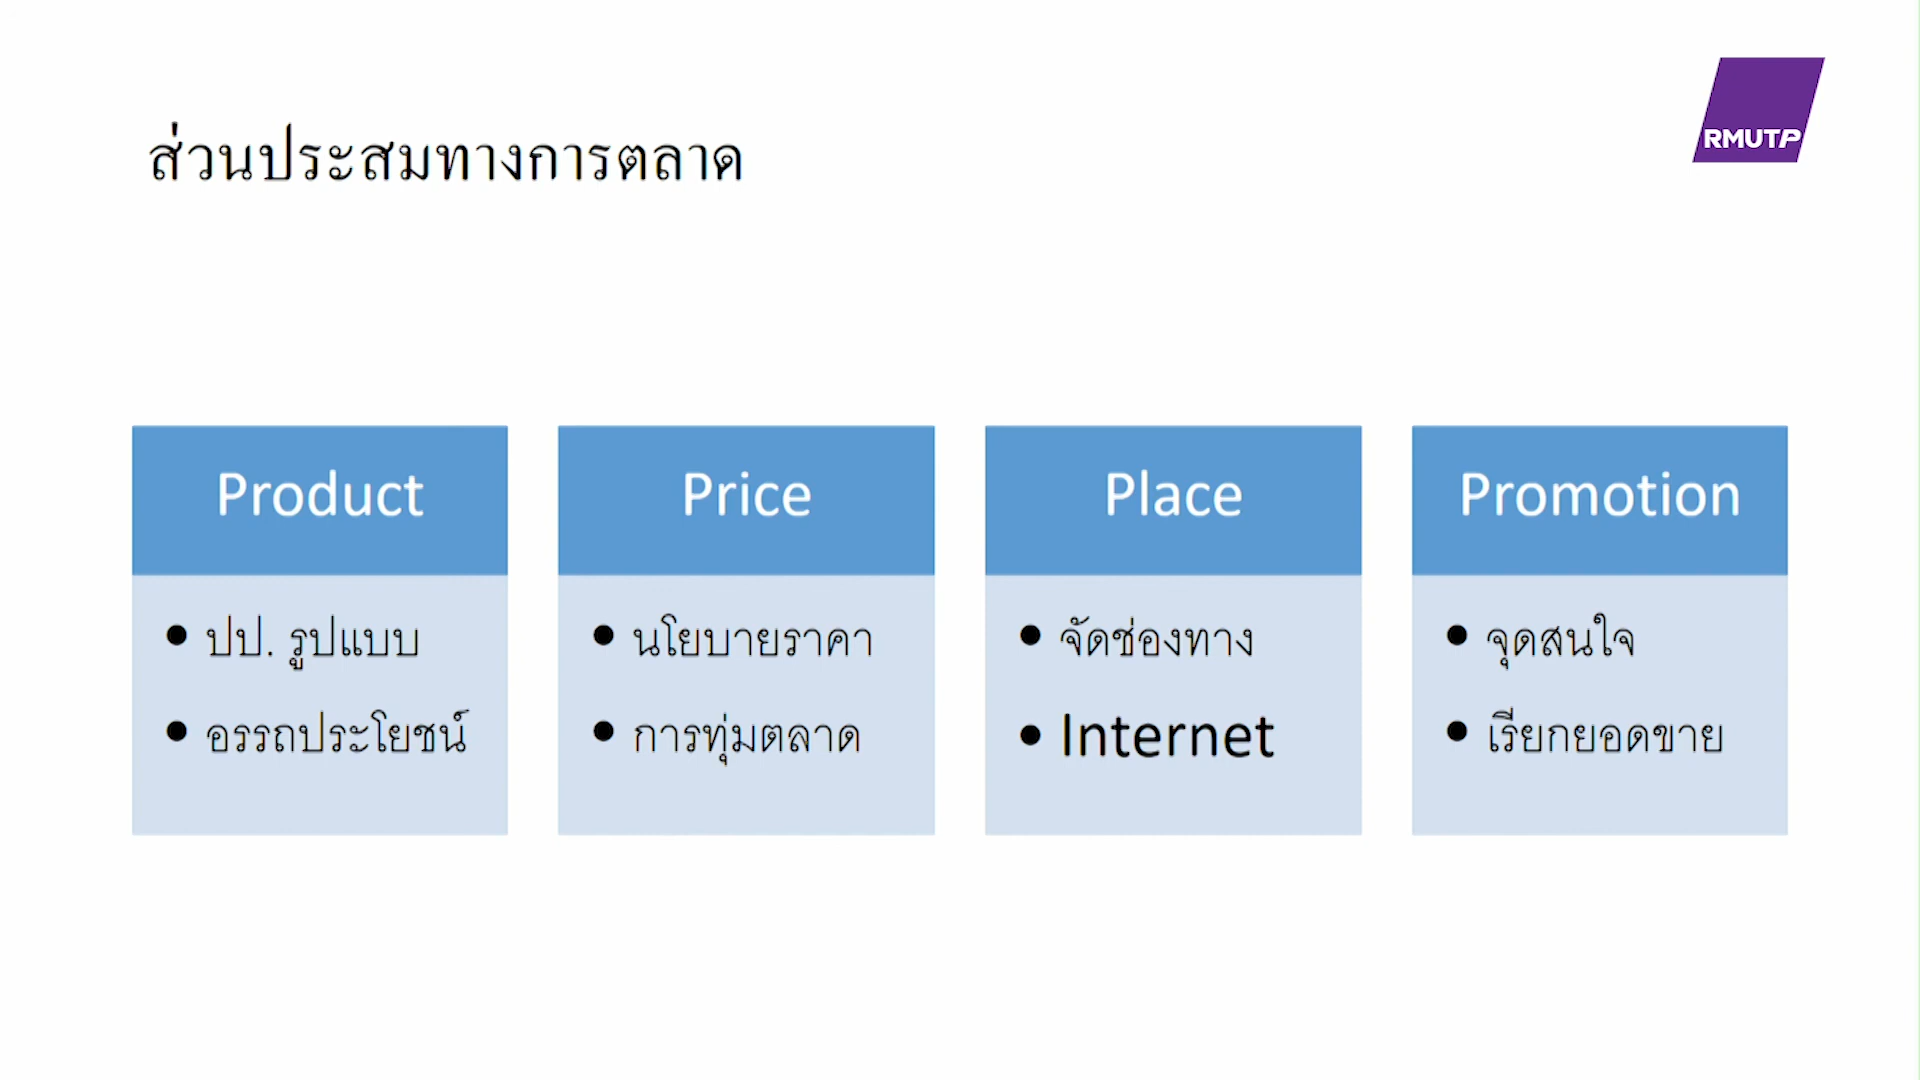 RMUTP
ส่วนประสมทางการตลาด
Product
• ปป. รูปแบบ
• อรรถประโยชน์
Price
• นโยบายราคา
• การทุ่มตลาด
Place
• จัดช่องทาง
• Internet
Promotion
• จุดสนใจ
• เรียกยอดขาย